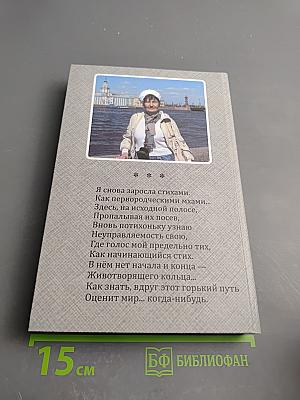 * * *
Я снова заросла стихами.
Как первородческими мхами...
Здесь, на исходной полосе,
Пропалывая их посев,
Вновь потихоньку узнаю
Неуправляемость свою,
Где голос мой предельно тих,
Как начинающийся стих.
В нём нет начала и конца —
Животворящего кольца...
Как знать, вдруг этот горький путь
Оценит мир... когда-нибудь.
15 см
БФ БИБЛИОФАН